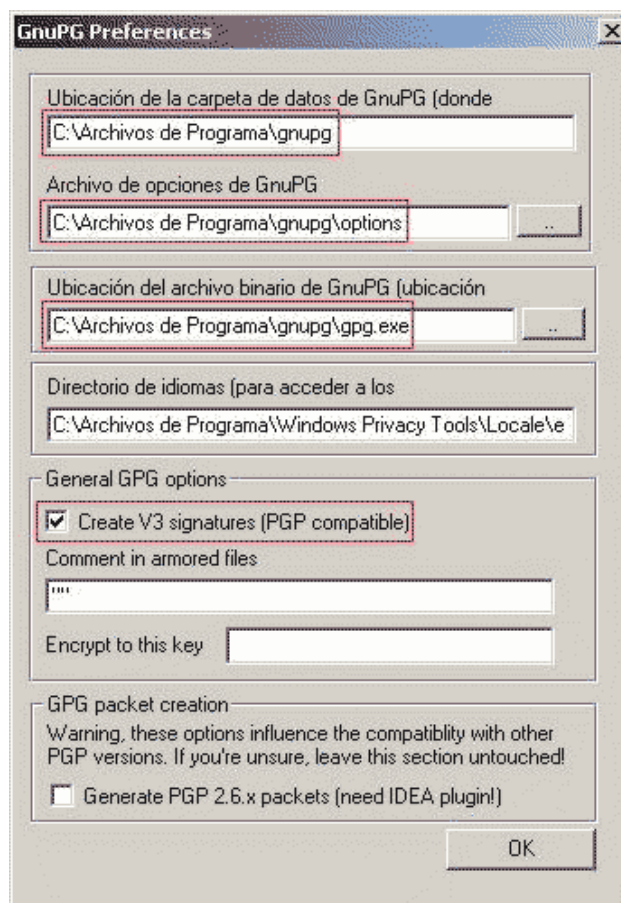 GnuPG Preferences
Ubicación de la carpeta de datos de GnuPG (donde
C:\Archivos de Programa\gnupg
Archivo de opciones de GnuPG
C:\Archivos de Programa\gnupg\options
..
Ubicación del archivo binario de GnuPG (ubicación
C:\Archivos de Programa\gnupg\gpg.exe
..
Directorio de idiomas (para acceder a los
C:\Archivos de Programa\Windows Privacy Tools\Locale\e
General GPG options
Create V3 signatures (PGP compatible)
Comment in armored files
""
Encrypt to this key
GPG packet creation
Warning, these options influence the compatiblity with other
PGP versions. If you're unsure, leave this section untouched!
Generate PGP 2.6.x packets (need IDEA plugin!)
OK